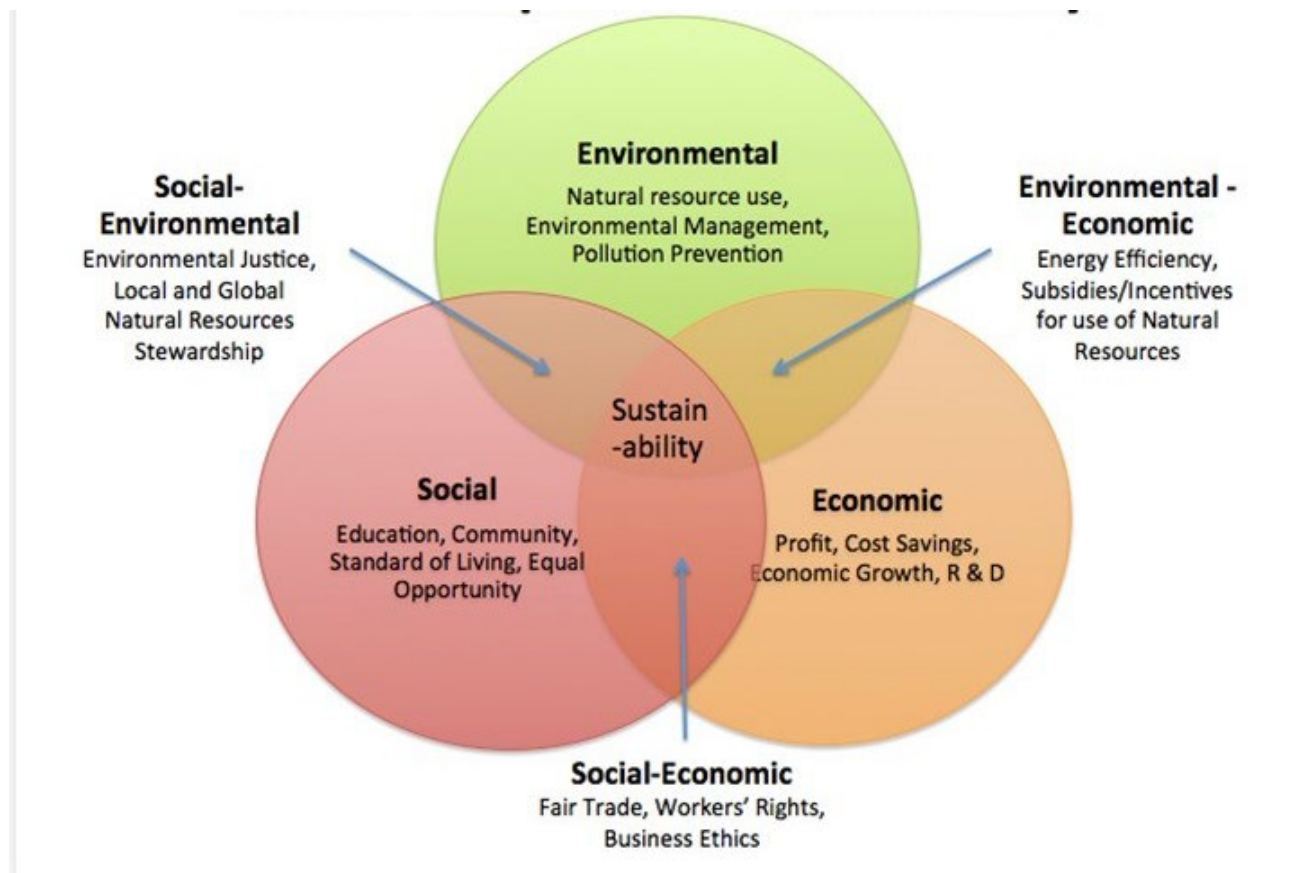 Environmental
Natural resource use,
Environmental Management,
Pollution Prevention
Social-
Environmental
Environmental Justice,
Local and Global
Natural Resources
Stewardship
Environmental -
Economic
Energy Efficiency,
Subsidies/Incentives
for use of Natural
Resources
Sustain
-ability
Social
Education, Community,
Standard of Living, Equal
Opportunity
Economic
Profit, Cost Savings,
Economic Growth, R & D
Social-Economic
Fair Trade, Workers’ Rights,
Business Ethics